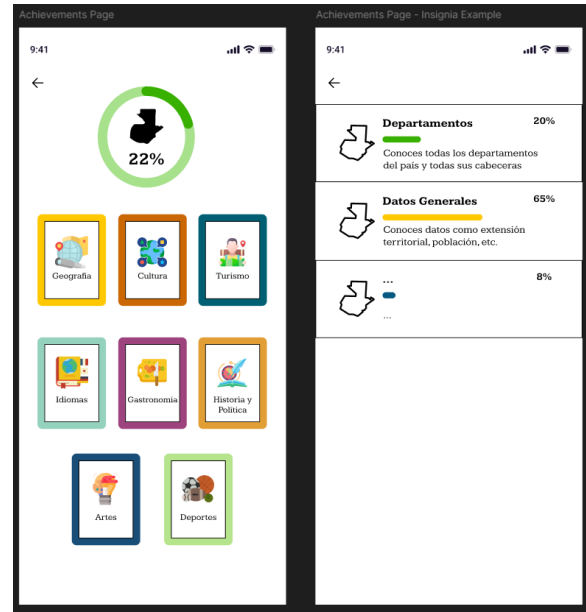 Achievements Page
9:41
22%
Geografía
Cultura
Turismo
Idiomas
Gastronomía
Historia y
Política
Artes
Deportes
Achievements Page - Insignia Example
9:41
Departamentos
20%
Conoces todas los departamentos
del país y todas sus cabeceras
Datos Generales
65%
Conoces datos como extensión
territorial, población, etc.
...
8%
...